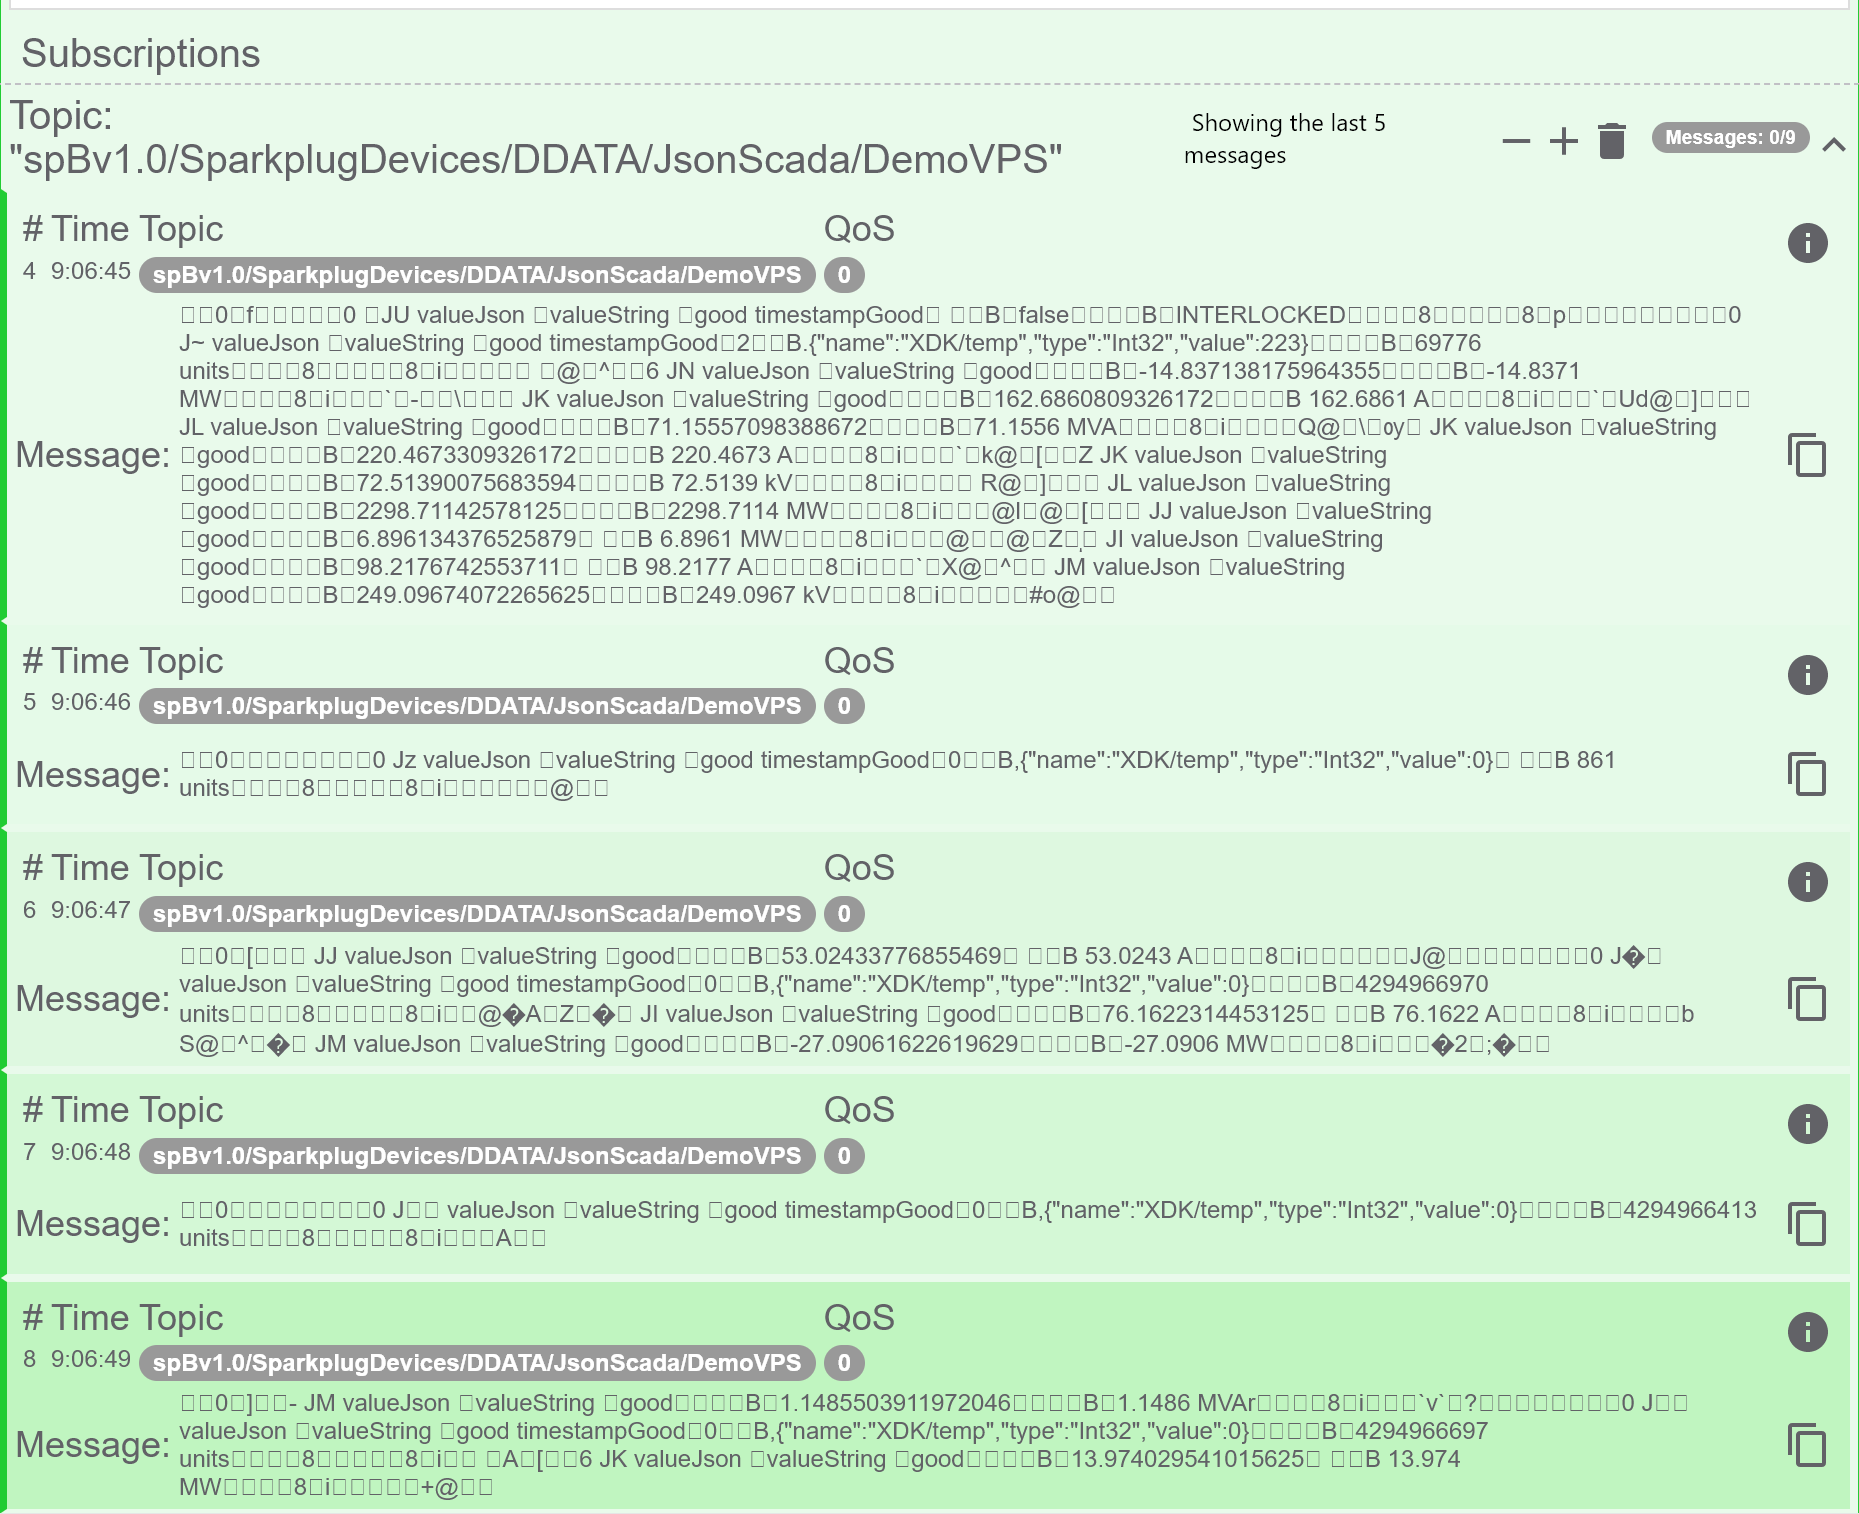 Subscriptions
Topic:
"spBv1.0/SparkplugDevices/DDATA/JsonScada/DemoVPS"
Showing the last 5
messages
Messages: 0/9
# Time Topic QoS
4 9:06:45 spBv1.0/SparkplugDevices/DDATA/JsonScada/DemoVPS 0
Message:
□□0□f□□□□□0 □JU valueJson □valueString □good timestampGood□ □□B□false□□□□B□INTERLOCKED□□□□8□□□□□8□p□□□□□□□□□0
J~ valueJson □valueString □good timestampGood□2□□B.{"name":"XDK/temp","type":"Int32","value":223}□□□□B□69776
units□□□□8□□□□□8□i□□□□□ □@□^□□6 JN valueJson □valueString □good□□□□B□-14.837138175964355□□□□B□-14.8371
MW□□□□8□i□□□`□-□□\□□□ JK valueJson □valueString □good□□□□B□162.6860809326172□□□□B 162.6861 A□□□□8□i□□□`□Ud@□]□□□
JL valueJson □valueString □good□□□□B□71.15557098388672□□□□B□71.1556 MVA□□□□8□i□□□□Q@□\□0y□ JK valueJson □valueString
□good□□□□B□220.4673309326172□□□□B 220.4673 A□□□□8□i□□□`□k@□[□□Z JK valueJson □valueString
□good□□□□B□72.51390075683594□□□□B 72.5139 kV□□□□8□i□□□□ R@□]□□□ JL valueJson □valueString
□good□□□□B□2298.71142578125□□□□B□2298.7114 MW□□□□8□i□□□@l□@□[□□□ JJ valueJson □valueString
□good□□□□B□6.896134376525879□ □□B 6.8961 MW□□□□8□i□□□@□□@□Z□,□ JI valueJson □valueString
□good□□□□B□98.2176742553711□ □□B 98.2177 A□□□□8□i□□□`□X@□^□□ JM valueJson □valueString
□good□□□□B□249.09674072265625□□□□B□249.0967 kV□□□□8□i□□□□□#o@□□
# Time Topic QoS
5 9:06:46 spBv1.0/SparkplugDevices/DDATA/JsonScada/DemoVPS 0
Message:
□□0□□□□□□□□0 Jz valueJson □valueString □good timestampGood□0□□B,{"name":"XDK/temp","type":"Int32","value":0}□ □□B 861
units□□□□8□□□□□8□i□□□□□□@□□
# Time Topic QoS
6 9:06:47 spBv1.0/SparkplugDevices/DDATA/JsonScada/DemoVPS 0
Message:
□□0□[□□□ JJ valueJson □valueString □good□□□□B□53.02433776855469□ □□B 53.0243 A□□□□8□i□□□□□□J@□□□□□□□□0 J�□
valueJson □valueString □good timestampGood□0□□B,{"name":"XDK/temp","type":"Int32","value":0}□□□□B□4294966970
units□□□□8□□□□□8□i□□@�A□Z□�□ JI valueJson □valueString □good□□□□B□76.1622314453125□ □□B 76.1622 A□□□□8□i□□□□b
S@□^□�□ JM valueJson □valueString □good□□□□B□-27.09061622619629□□□□B□-27.0906 MW□□□□8□i□□□�2□;�□□
# Time Topic QoS
7 9:06:48 spBv1.0/SparkplugDevices/DDATA/JsonScada/DemoVPS 0
Message:
□□0□□□□□□□□0 J□□ valueJson □valueString □good timestampGood□0□□B,{"name":"XDK/temp","type":"Int32","value":0}□□□□B□4294966413
units□□□□8□□□□□8□i□□□A□□
# Time Topic QoS
8 9:06:49 spBv1.0/SparkplugDevices/DDATA/JsonScada/DemoVPS 0
Message:
□□0□]□□- JM valueJson □valueString □good□□□□B□1.1485503911972046□□□□B□1.1486 MVAr□□□□8□i□□□`v`□?□□□□□□□□0 J□□
valueJson □valueString □good timestampGood□0□□B,{"name":"XDK/temp","type":"Int32","value":0}□□□□B□4294966697
units□□□□8□□□□□8□i□□ □A□[□□6 JK valueJson □valueString □good□□□□B□13.974029541015625□ □□B 13.974
MW□□□□8□i□□□□□+@□□